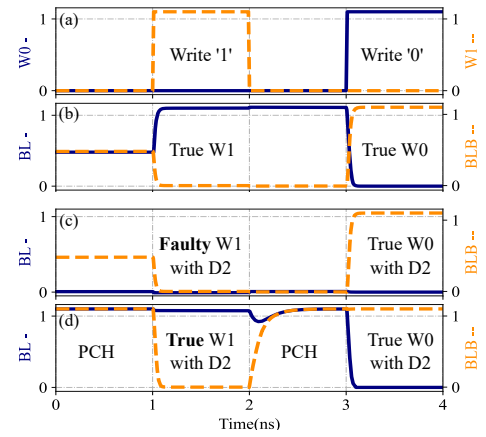 (a)
1
0
W0 -
Write '1'
Write '0'
1
0
W1 --
(b)
1
0
BL -
True W1
True W0
1
0
BLB --
(c)
1
0
BL -
Faulty W1
with D2
True W0
with D2
1
0
BLB --
(d)
1
0
BL -
PCH
True W1
with D2
PCH
True W0
with D2
1
0
BLB --
0 1 2 3 4
Time(ns)